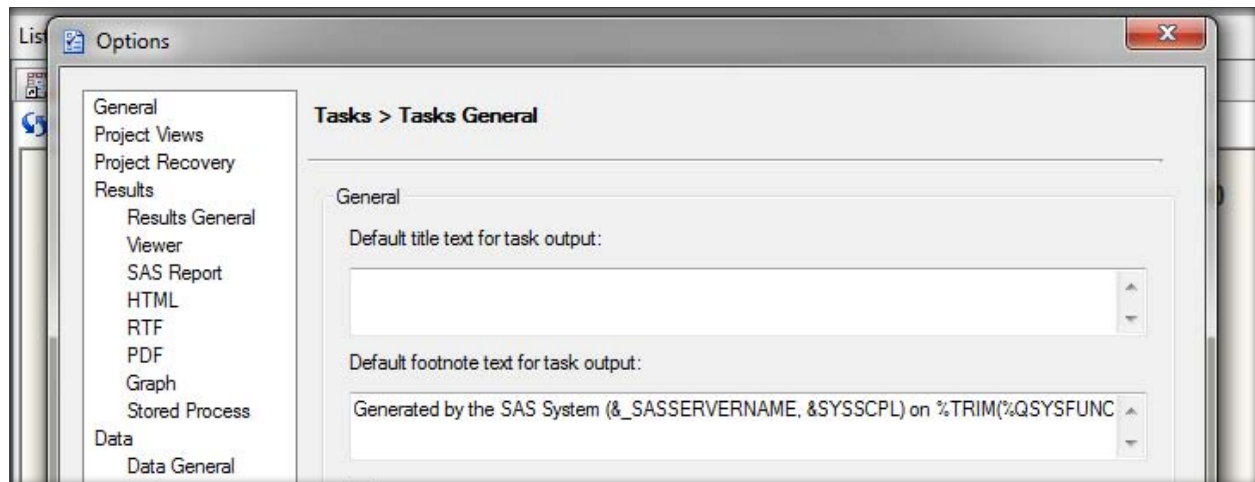 List
Options
General
Project Views
Project Recovery
Results
Results General
Viewer
SAS Report
HTML
RTF
PDF
Graph
Stored Process
Data
Data General
Tasks > Tasks General
General
Default title text for task output:
Default footnote text for task output:
Generated by the SAS System (&_SASSERVERNAME, &SYSSCPL) on %TRIM(%QSYSFUNC